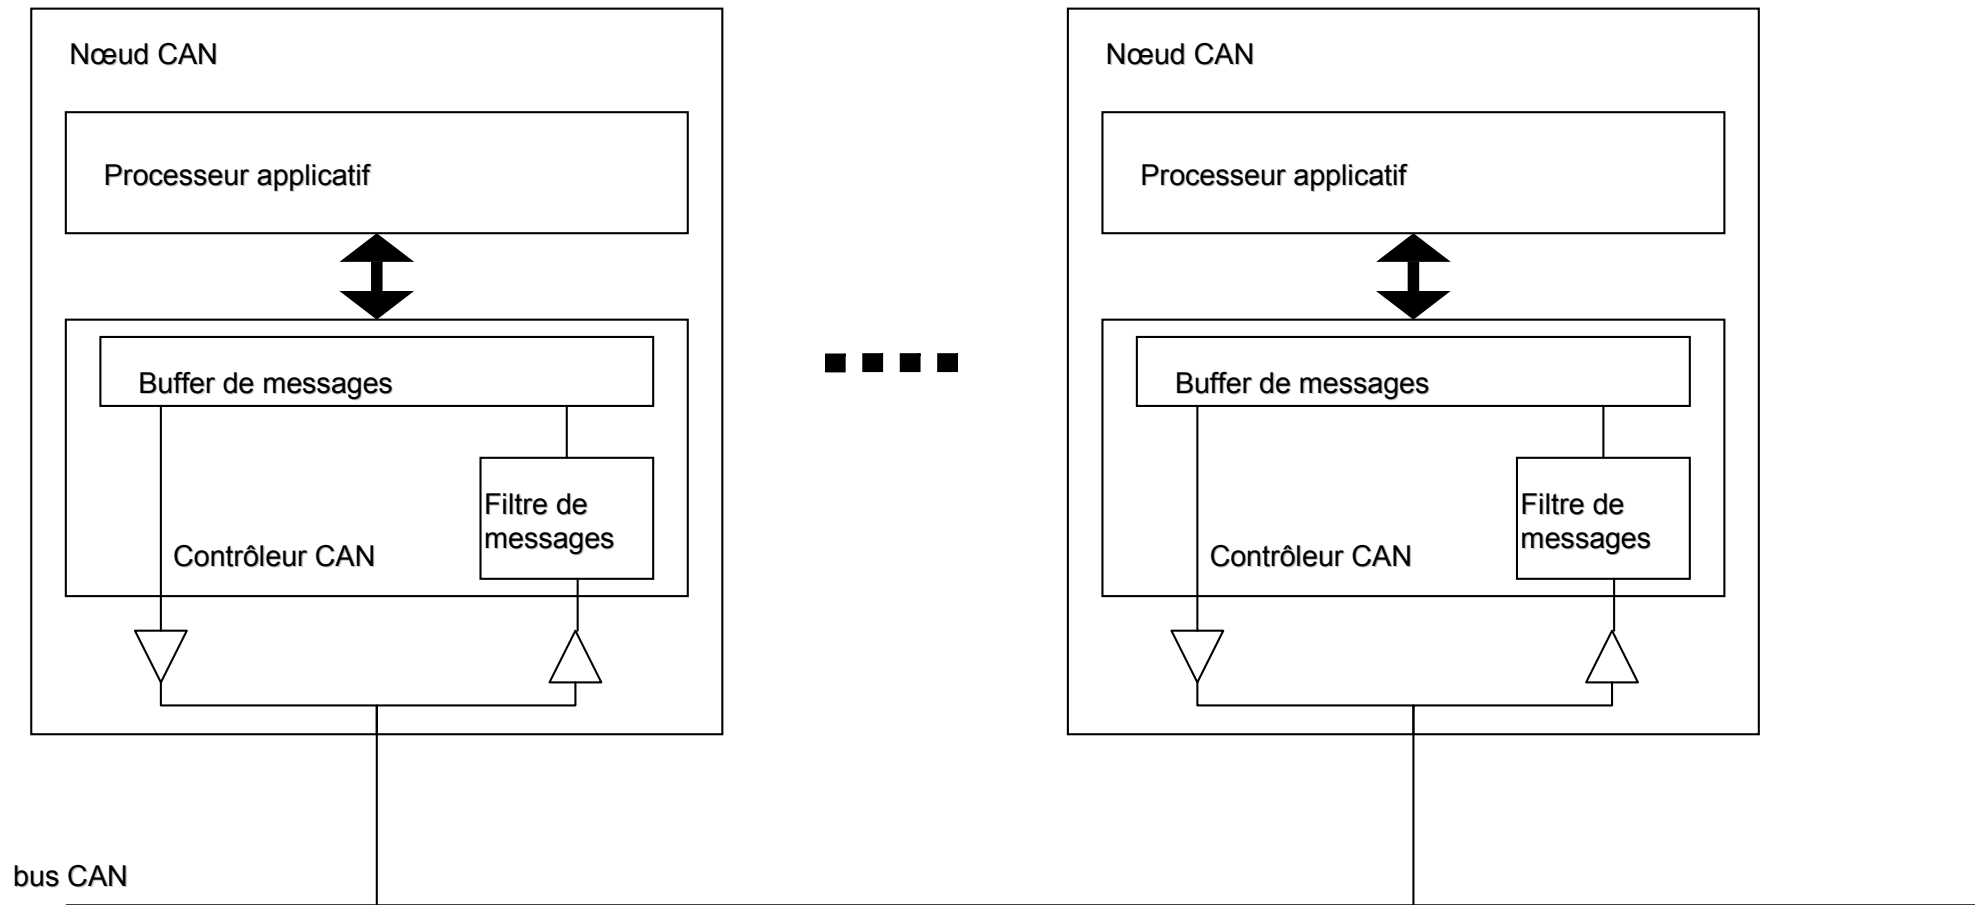 Nœud CAN
Processeur applicatif
Buffer de messages
Filtre de
messages
Contrôleur CAN
Nœud CAN
Processeur applicatif
Buffer de messages
Filtre de
messages
Contrôleur CAN
bus CAN